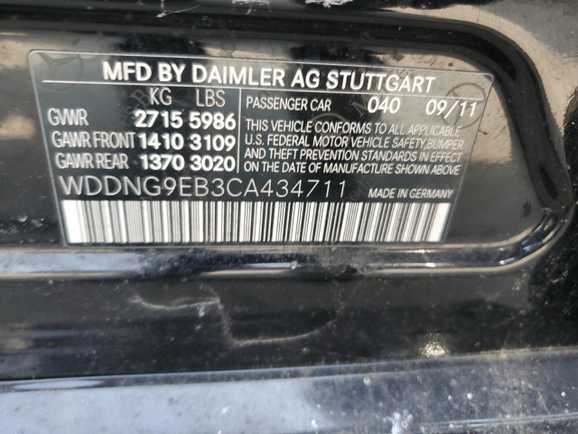 MFD BY DAIMLER AG STUTTGART
KG LBS
GVWR 2715 5986
GAWR FRONT 1410 3109
GAWR REAR 1370 3020
PASSENGER CAR 040 09/11
THIS VEHICLE CONFORMS TO ALL APPLICABLE
U.S. FEDERAL MOTOR VEHICLE SAFETY,BUMPER
AND THEFT PREVENTION STANDARDS IN EFFECT
ON THE DATE OF MANUFACTURE SHOWN ABOVE
WDDNG9EB3CA434711
MADE IN GERMANY